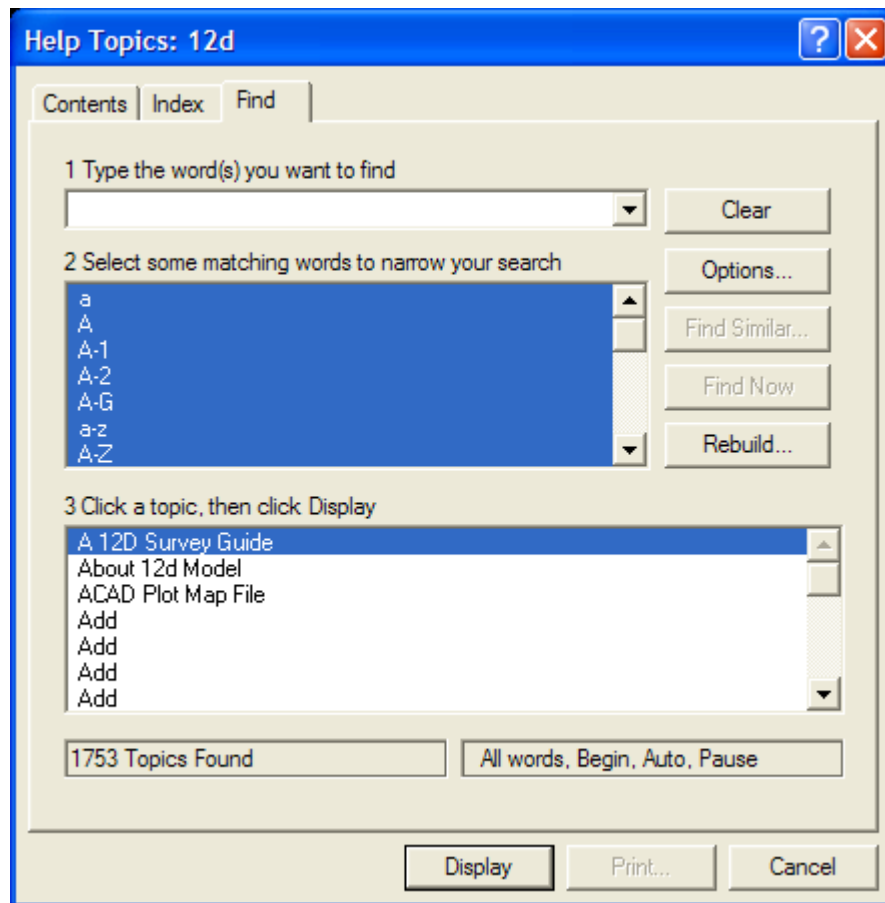 Help Topics: 12d
Contents Index Find
1 Type the word(s) you want to find
Clear
2 Select some matching words to narrow your search
Options...
a
A
A-1
A-2
A-G
a-z
A-Z
Find Similar...
Find Now
Rebuild...
3 Click a topic, then click Display
A 12D Survey Guide
About 12d Model
ACAD Plot Map File
Add
Add
Add
Add
1753 Topics Found
All words, Begin, Auto, Pause
Display Print... Cancel